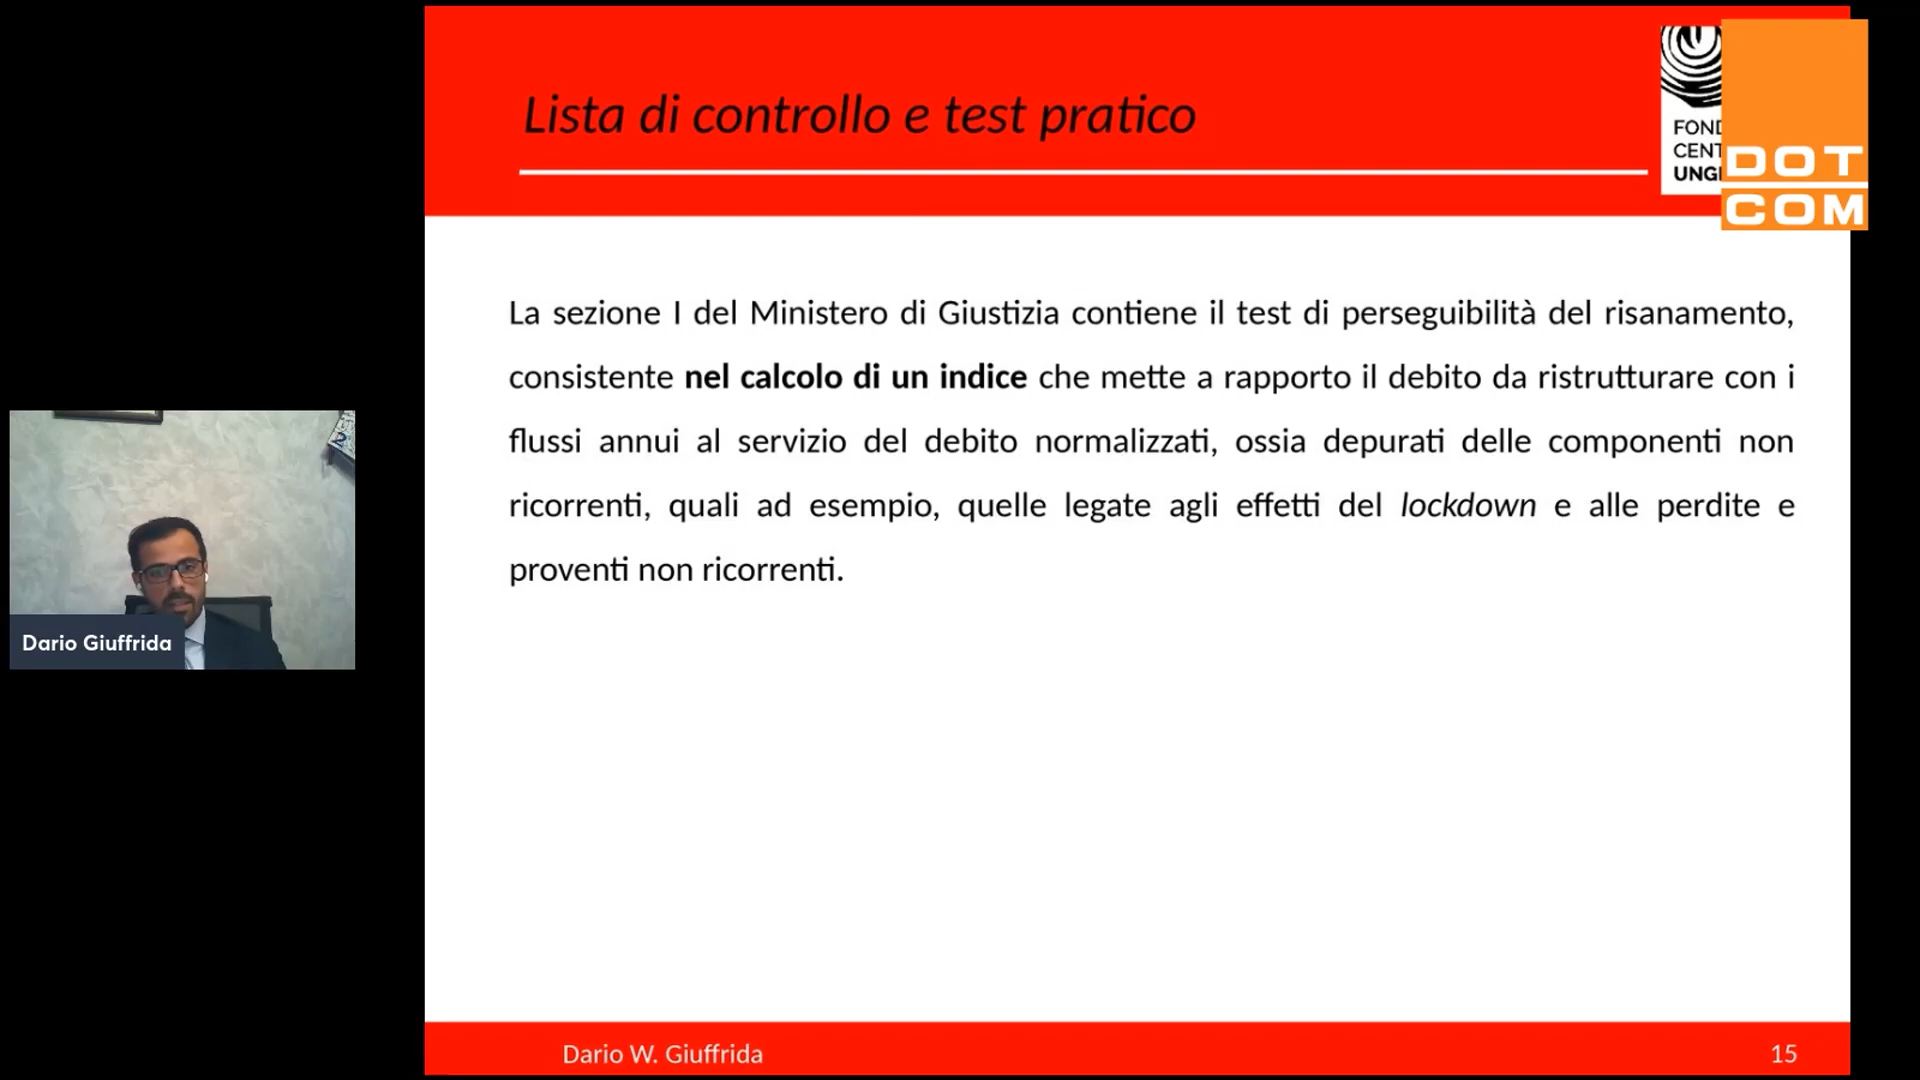 Lista di controllo e test pratico
FOND
CENT
UNGI
DOT
COM
La sezione I del Ministero di Giustizia contiene il test di perseguibilità del risanamento,
consistente nel calcolo di un indice che mette a rapporto il debito da ristrutturare con i
flussi annui al servizio del debito normalizzati, ossia depurati delle componenti non
ricorrenti, quali ad esempio, quelle legate agli effetti del lockdown e alle perdite e
proventi non ricorrenti.
Dario Giuffrida
Dario W. Giuffrida
15